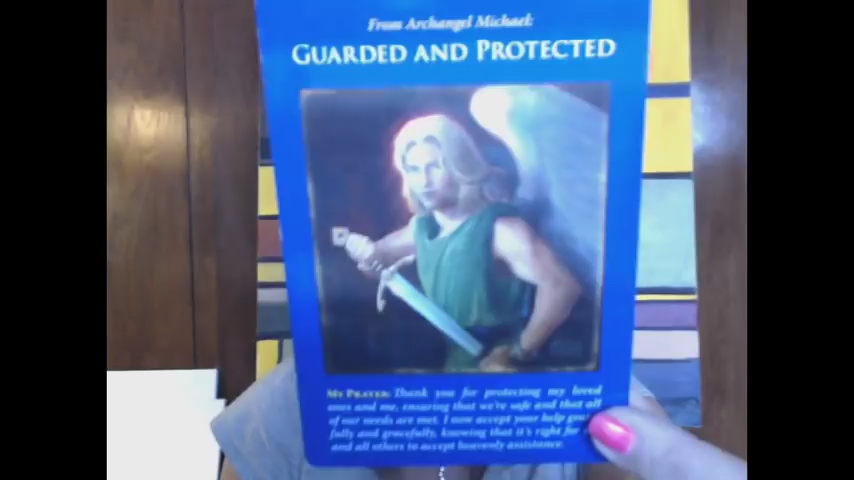 From Archangel Michael:
GUARDED AND PROTECTED
MY PRAYER: Thank you for protecting my loved
ones and me, ensuring that we're safe and that all
of our needs are met. I now accept your help
fully and gracefully, knowing that it's right for
and all others to accept heavenly assistance.